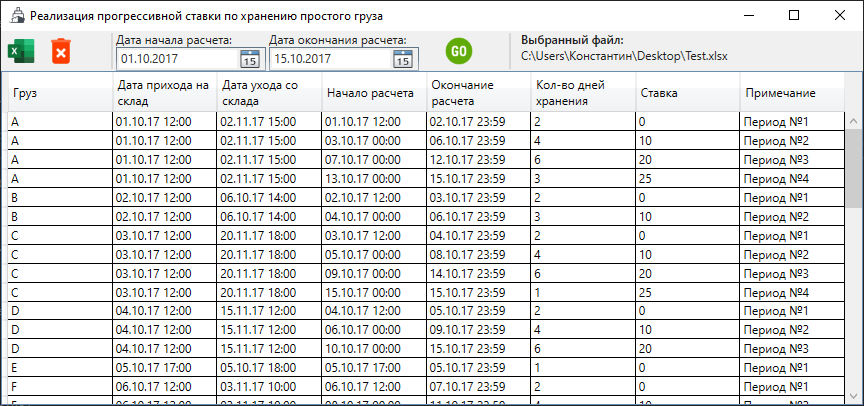 Реализация прогрессивной ставки по хранению простого груза
Дата начала расчета: Дата окончания расчета: Выбранный файл:
01.10.2017 15 15.10.2017 15 GO C:\Users\Константин\Desktop\Test.xlsx
Груз Дата прихода на склад Дата ухода со склада Начало расчета Окончание расчета Кол-во дней хранения Ставка Примечание
A 01.10.17 12:00 02.11.17 15:00 01.10.17 12:00 02.10.17 23:59 2 0 Период №1
A 01.10.17 12:00 02.11.17 15:00 03.10.17 00:00 06.10.17 23:59 4 10 Период №2
A 01.10.17 12:00 02.11.17 15:00 07.10.17 00:00 12.10.17 23:59 6 20 Период №3
A 01.10.17 12:00 02.11.17 15:00 13.10.17 00:00 15.10.17 23:59 3 25 Период №4
B 02.10.17 12:00 06.10.17 14:00 02.10.17 12:00 03.10.17 23:59 2 0 Период №1
B 02.10.17 12:00 06.10.17 14:00 04.10.17 00:00 06.10.17 23:59 3 10 Период №2
C 03.10.17 12:00 20.11.17 18:00 03.10.17 12:00 04.10.17 23:59 2 0 Период №1
C 03.10.17 12:00 20.11.17 18:00 05.10.17 00:00 08.10.17 23:59 4 10 Период №2
C 03.10.17 12:00 20.11.17 18:00 09.10.17 00:00 14.10.17 23:59 6 20 Период №3
C 03.10.17 12:00 20.11.17 18:00 15.10.17 00:00 15.10.17 23:59 1 25 Период №4
D 04.10.17 12:00 15.11.17 12:00 04.10.17 12:00 05.10.17 23:59 2 0 Период №1
D 04.10.17 12:00 15.11.17 12:00 06.10.17 00:00 09.10.17 23:59 4 10 Период №2
D 04.10.17 12:00 15.11.17 12:00 10.10.17 00:00 15.10.17 23:59 6 20 Период №3
E 05.10.17 17:00 05.10.17 18:00 05.10.17 17:00 05.10.17 23:59 1 0 Период №1
F 06.10.17 12:00 03.11.17 10:00 06.10.17 12:00 07.10.17 23:59 2 0 Период №1